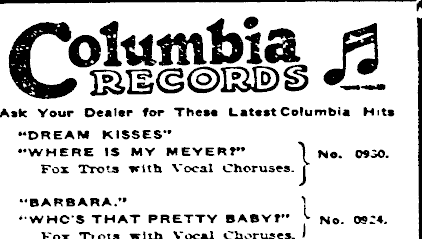 Columbia
RECORDS
Ask Your Dealer for These Latest Columbia Hits
"DREAM KISSES"
"WHERE IS MY MEYER?" No. 0930.
Fox Trots with Vocal Choruses.
"BARBARA."
"WHO'S THAT PRETTY BABY?" No. 0924.
Fox Trots with Vocal Choruses.